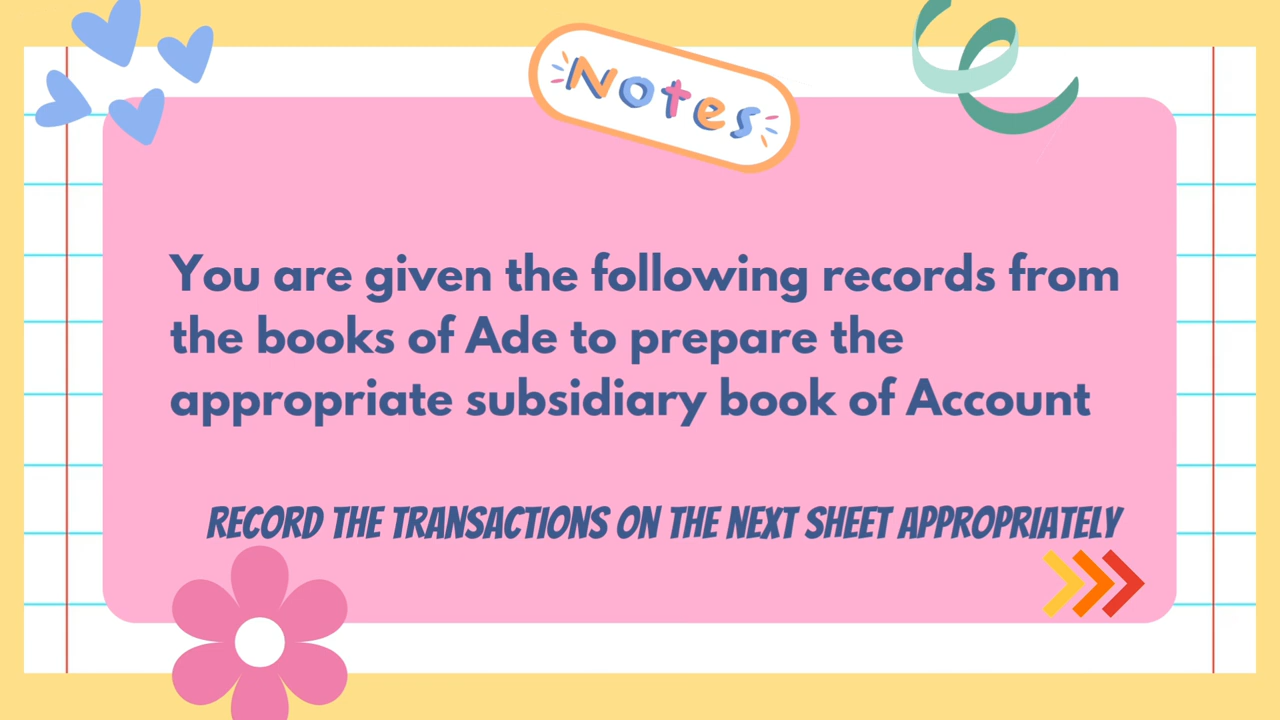 Notes
You are given the following records from
the books of Ade to prepare the
appropriate subsidiary book of Account
RECORD THE TRANSACTIONS ON THE NEXT SHEET APPROPRIATELY